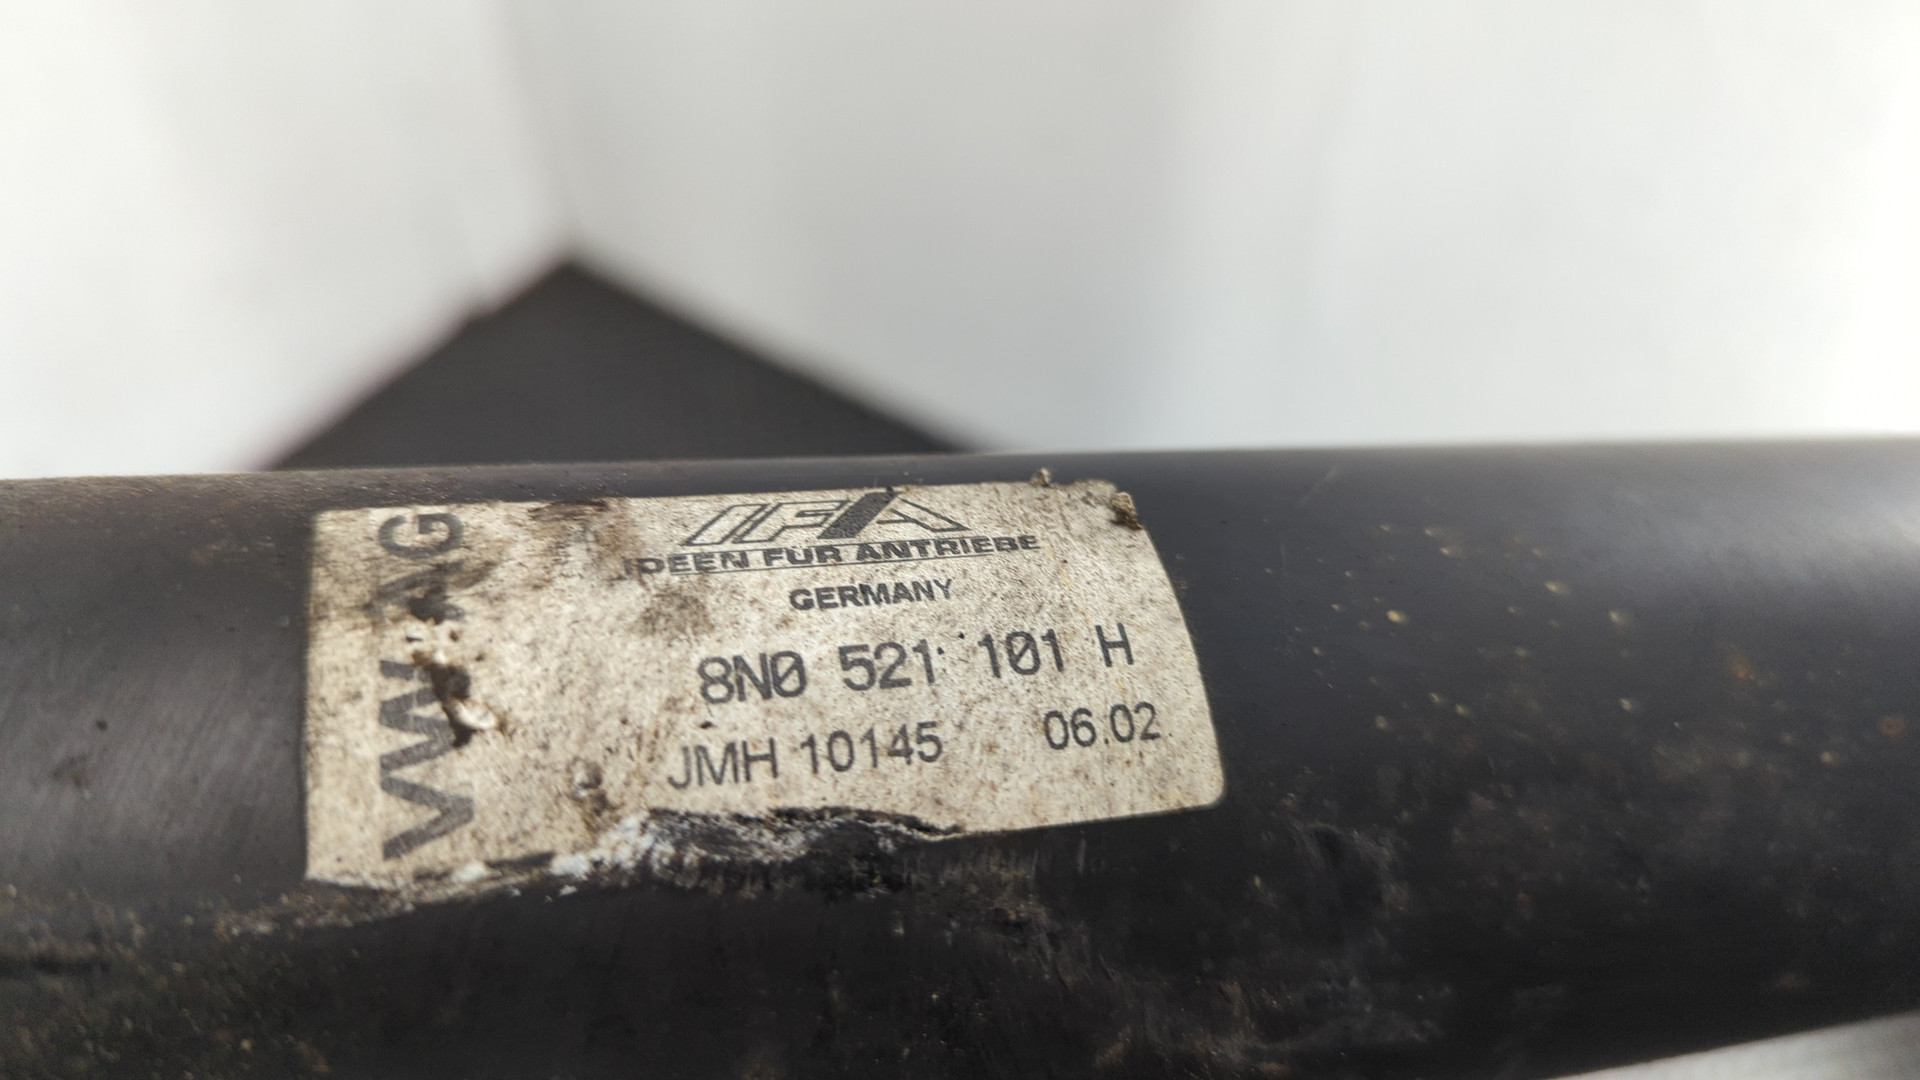 VW AG
IFA
IDEEN FÜR ANTRIEBE
GERMANY
8N0 521 101 H
JMH 10145 06.02